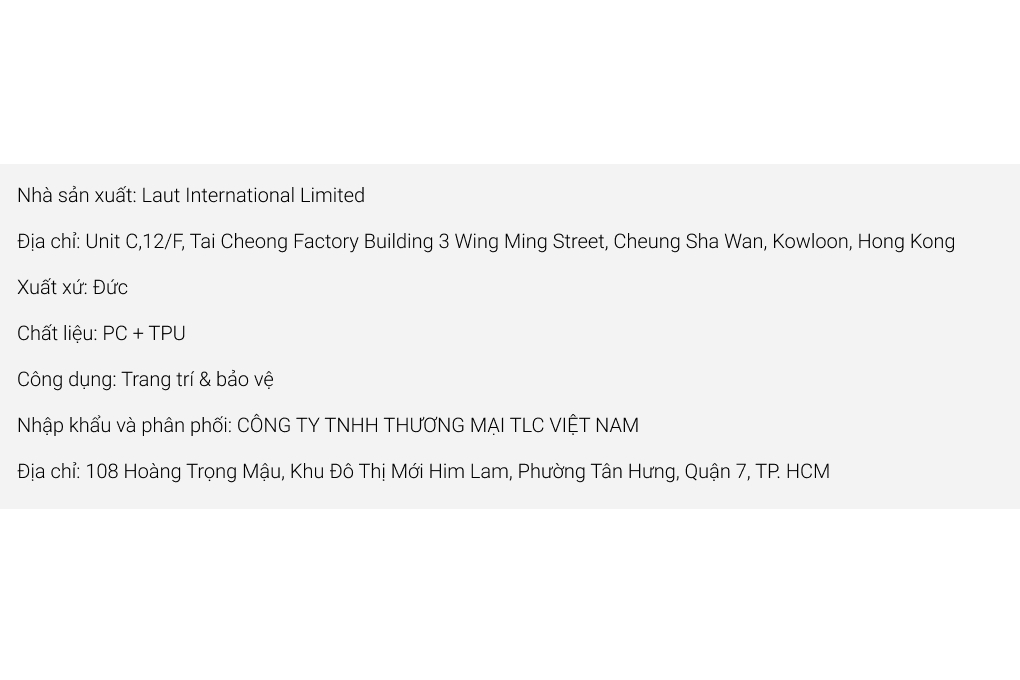 Nhà sản xuất: Laut International Limited
Địa chỉ: Unit C,12/F, Tai Cheong Factory Building 3 Wing Ming Street, Cheung Sha Wan, Kowloon, Hong Kong
Xuất xứ: Đức
Chất liệu: PC + TPU
Công dụng: Trang trí & bảo vệ
Nhập khẩu và phân phối: CÔNG TY TNHH THƯƠNG MẠI TLC VIỆT NAM
Địa chỉ: 108 Hoàng Trọng Mậu, Khu Đô Thị Mới Him Lam, Phường Tân Hưng, Quận 7, TP. HCM